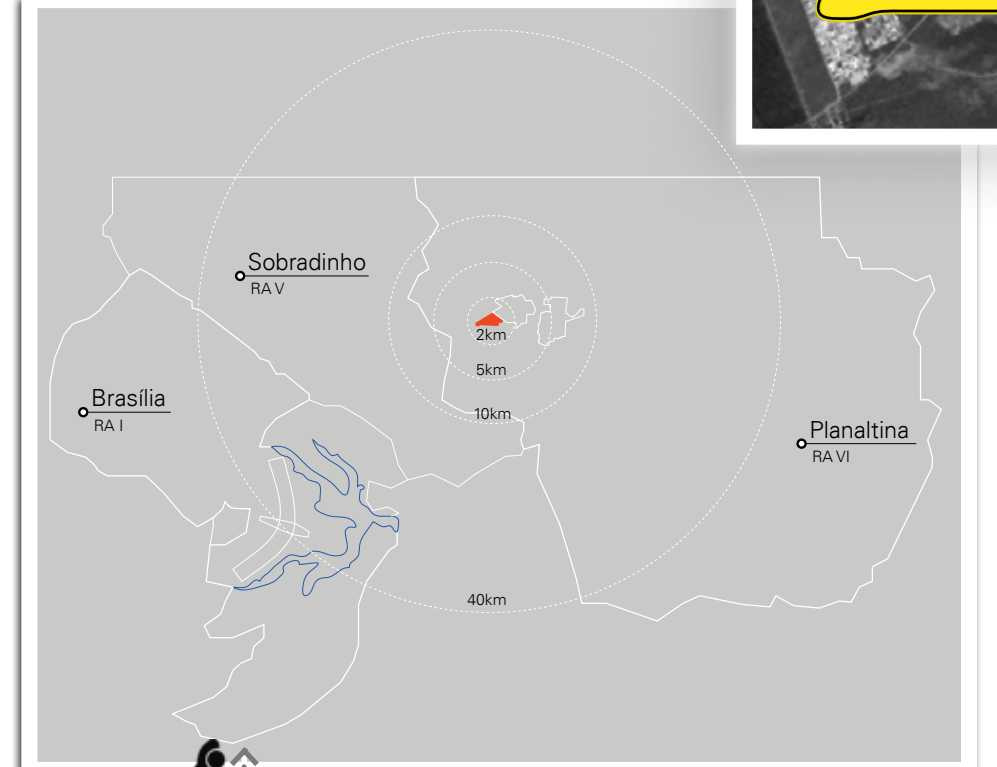 Sobradinho
RA V
2km
5km
Brasília
RA I
10km
Planaltina
RA VI
40km